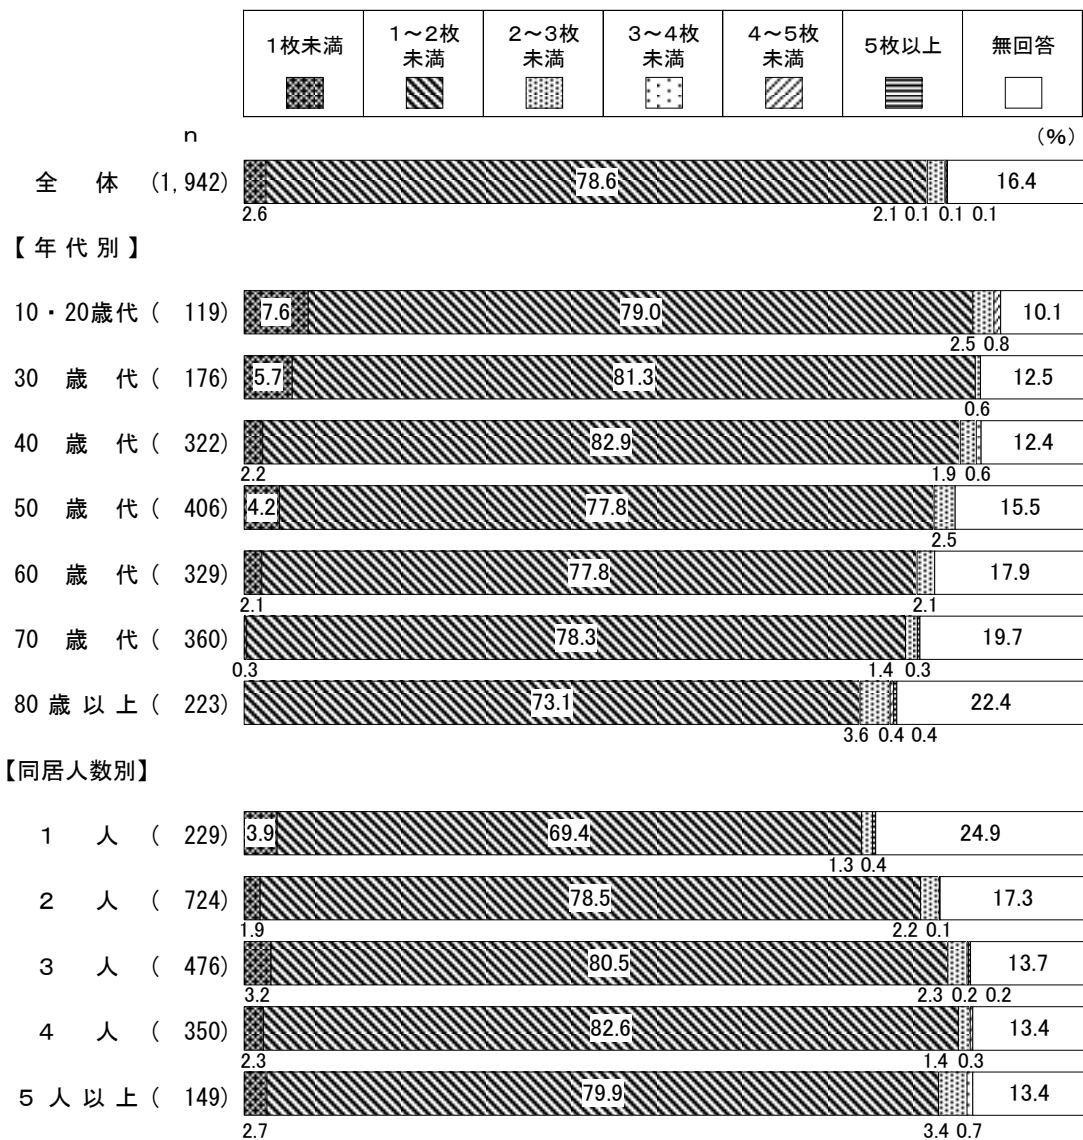 1枚未満 1～2枚未満 2～3枚未満 3～4枚未満 4～5枚未満 5枚以上 無回答
n (%)
全体 (1,942) 78.6 16.4
2.6 2.1 0.1 0.1 0.1
【年代別】
10・20歳代 ( 119) 7.6 79.0 10.1
2.5 0.8
30歳代 ( 176) 5.7 81.3 12.5
0.6
40歳代 ( 322) 82.9 12.4
2.2 1.9 0.6
50歳代 ( 406) 4.2 77.8 15.5
2.5
60歳代 ( 329) 77.8 17.9
2.1 2.1
70歳代 ( 360) 78.3 19.7
0.3 1.4 0.3
80歳以上 ( 223) 73.1 22.4
3.6 0.4 0.4
【同居人数別】
1人 ( 229) 3.9 69.4 24.9
1.3 0.4
2人 ( 724) 78.5 17.3
1.9 2.2 0.1
3人 ( 476) 80.5 13.7
3.2 2.3 0.2 0.2
4人 ( 350) 82.6 13.4
2.3 1.4 0.3
5人以上 ( 149) 79.9 13.4
2.7 3.4 0.7